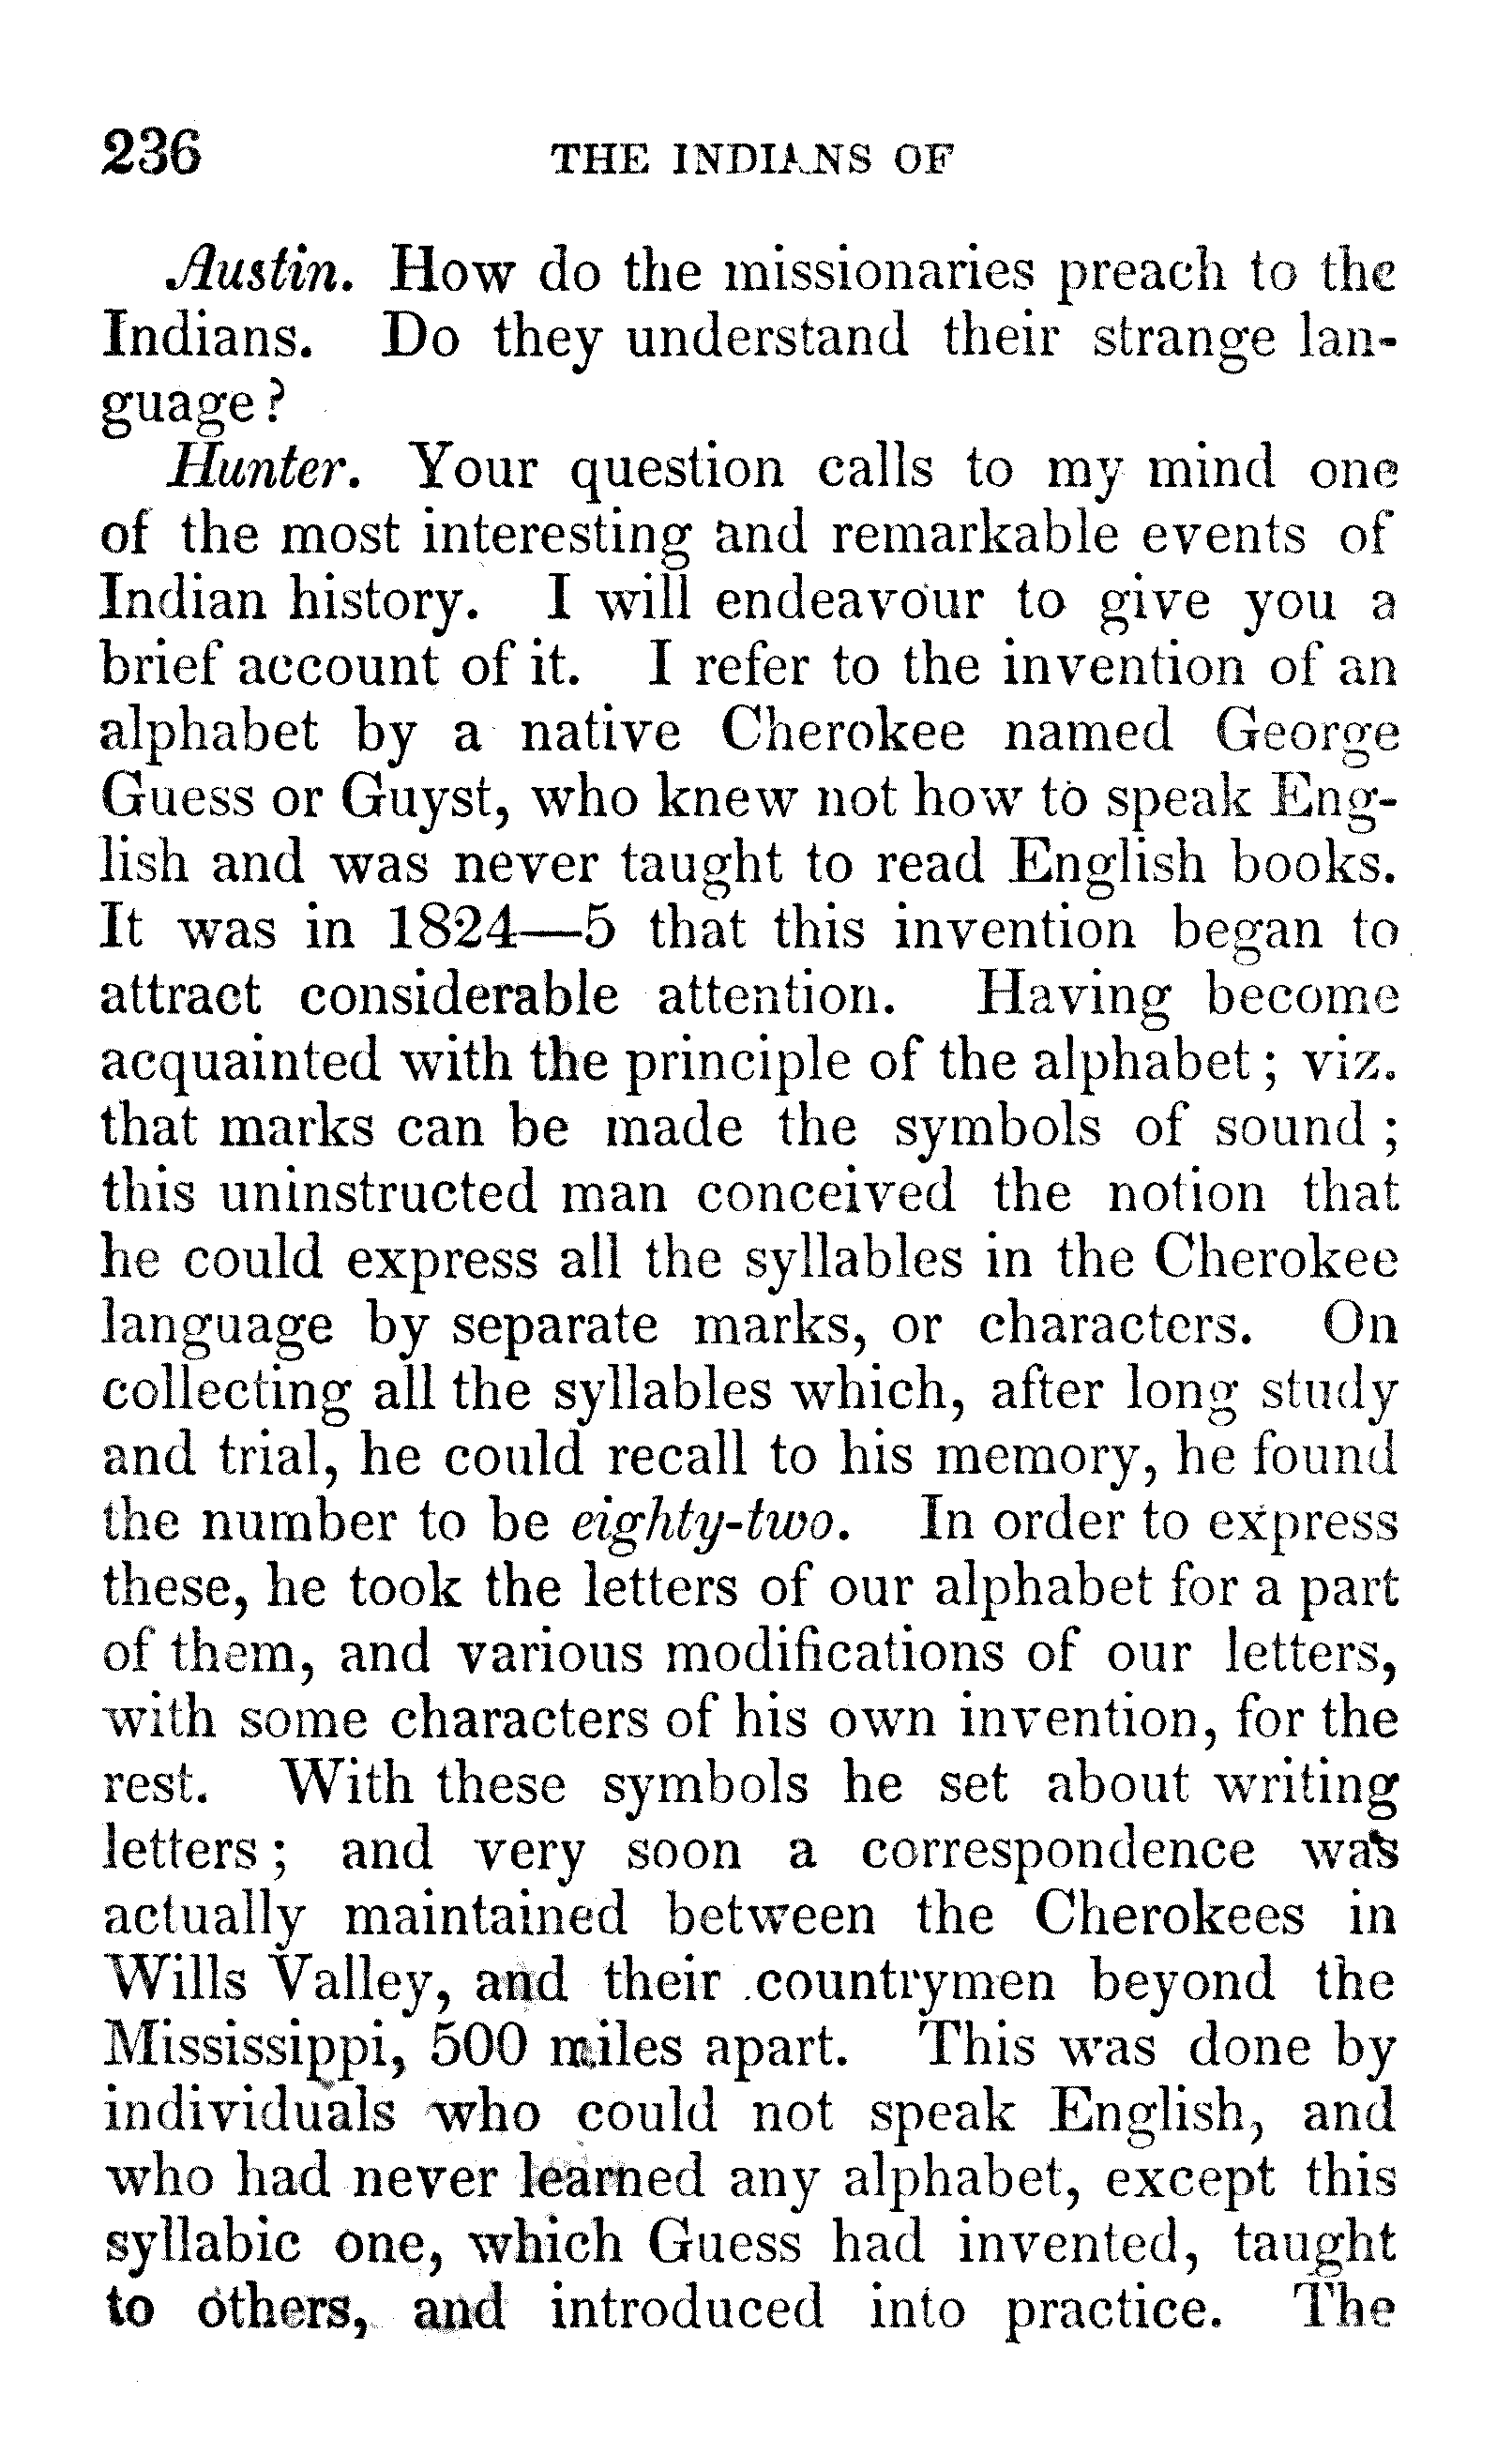 236 THE INDIANS OF
Austin. How do the missionaries preach to the
Indians. Do they understand their strange lan-
guage?
Hunter. Your question calls to my mind one
of the most interesting and remarkable events of
Indian history. I will endeavour to give you a
brief account of it. I refer to the invention of an
alphabet by a native Cherokee named George
Guess or Guyst, who knew not how to speak Eng-
lish and was never taught to read English books.
It was in 1824—5 that this invention began to
attract considerable attention. Having become
acquainted with the principle of the alphabet; viz.
that marks can be made the symbols of sound;
this uninstructed man conceived the notion that
he could express all the syllables in the Cherokee
language by separate marks, or characters. On
collecting all the syllables which, after long study
and trial, he could recall to his memory, he found
the number to be eighty-two. In order to express
these, he took the letters of our alphabet for a part
of them, and various modifications of our letters,
with some characters of his own invention, for the
rest. With these symbols he set about writing
letters; and very soon a correspondence was
actually maintained between the Cherokees in
Wills Valley, and their countrymen beyond the
Mississippi, 500 miles apart. This was done by
individuals who could not speak English, and
who had never learned any alphabet, except this
syllabic one, which Guess had invented, taught
to others, and introduced into practice. The